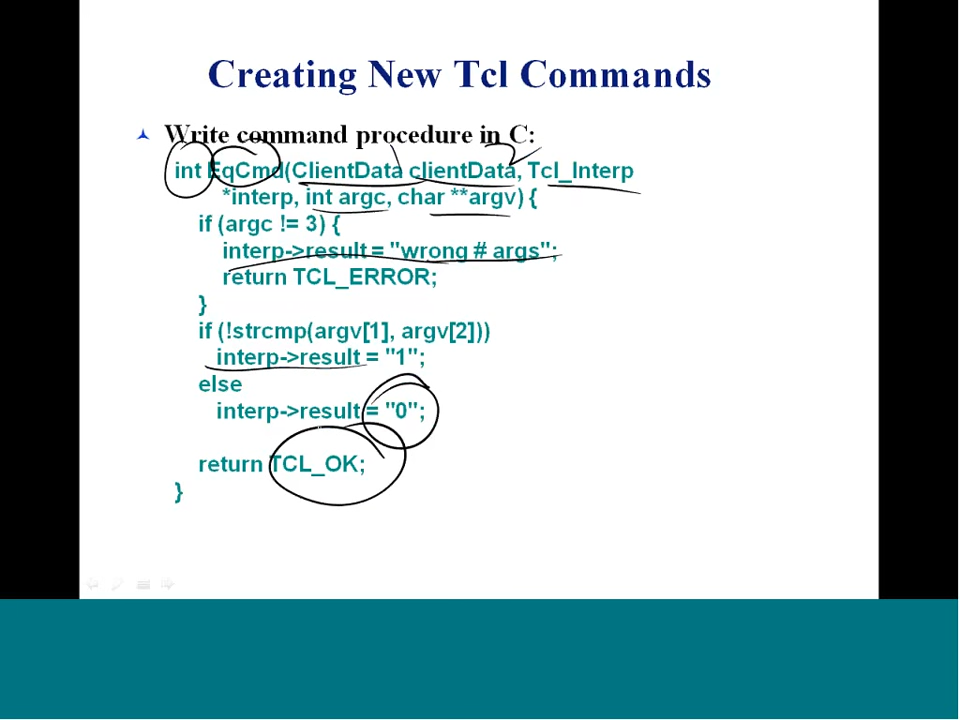 Creating New Tcl Commands
Write command procedure in C:
int EqCmd(ClientData clientData, Tcl_Interp
*interp, int argc, char **argv) {
if (argc != 3) {
interp->result = "wrong # args";
return TCL_ERROR;
}
if (!strcmp(argv[1], argv[2]))
interp->result = "1";
else
interp->result = "0";
return TCL_OK;
}